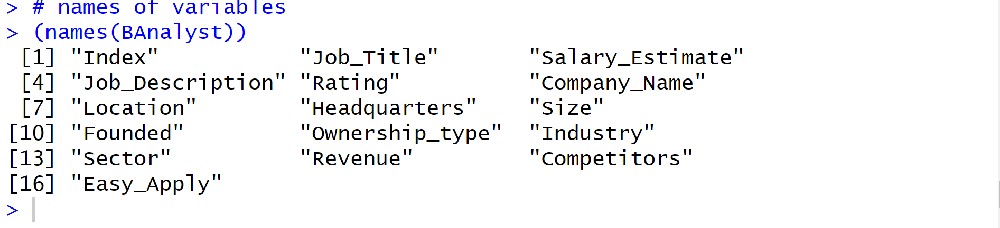 > # names of variables
> (names(BAnalyst))
[1] "Index" "Job_Title" "Salary_Estimate"
[4] "Job_Description" "Rating" "Company_Name"
[7] "Location" "Headquarters" "Size"
[10] "Founded" "Ownership_type" "Industry"
[13] "Sector" "Revenue" "Competitors"
[16] "Easy_Apply"
>